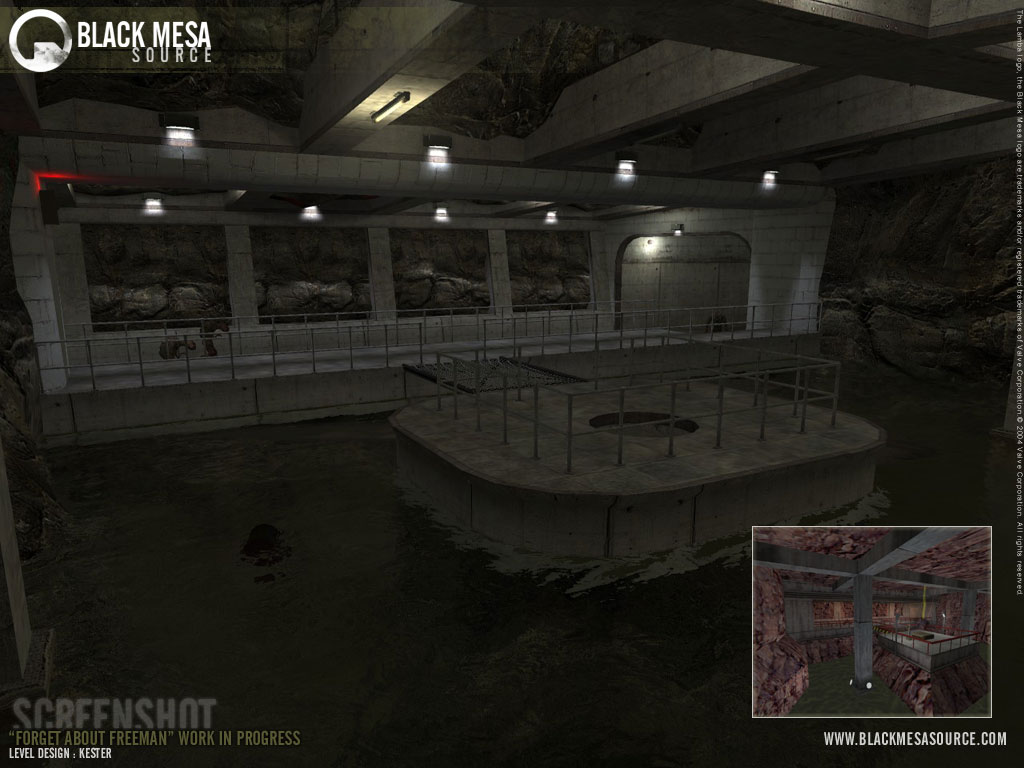 BLACK MESA
SOURCE
The Lamba logo, the Black Mesa logo are trademarks and/or registered trademarks of Valve Corporation © 2004 Valve Corporation. All rights reserved.
SCREENSHOT
"FORGET ABOUT FREEMAN" WORK IN PROGRESS
LEVEL DESIGN : KESTER
WWW.BLACKMESASOURCE.COM